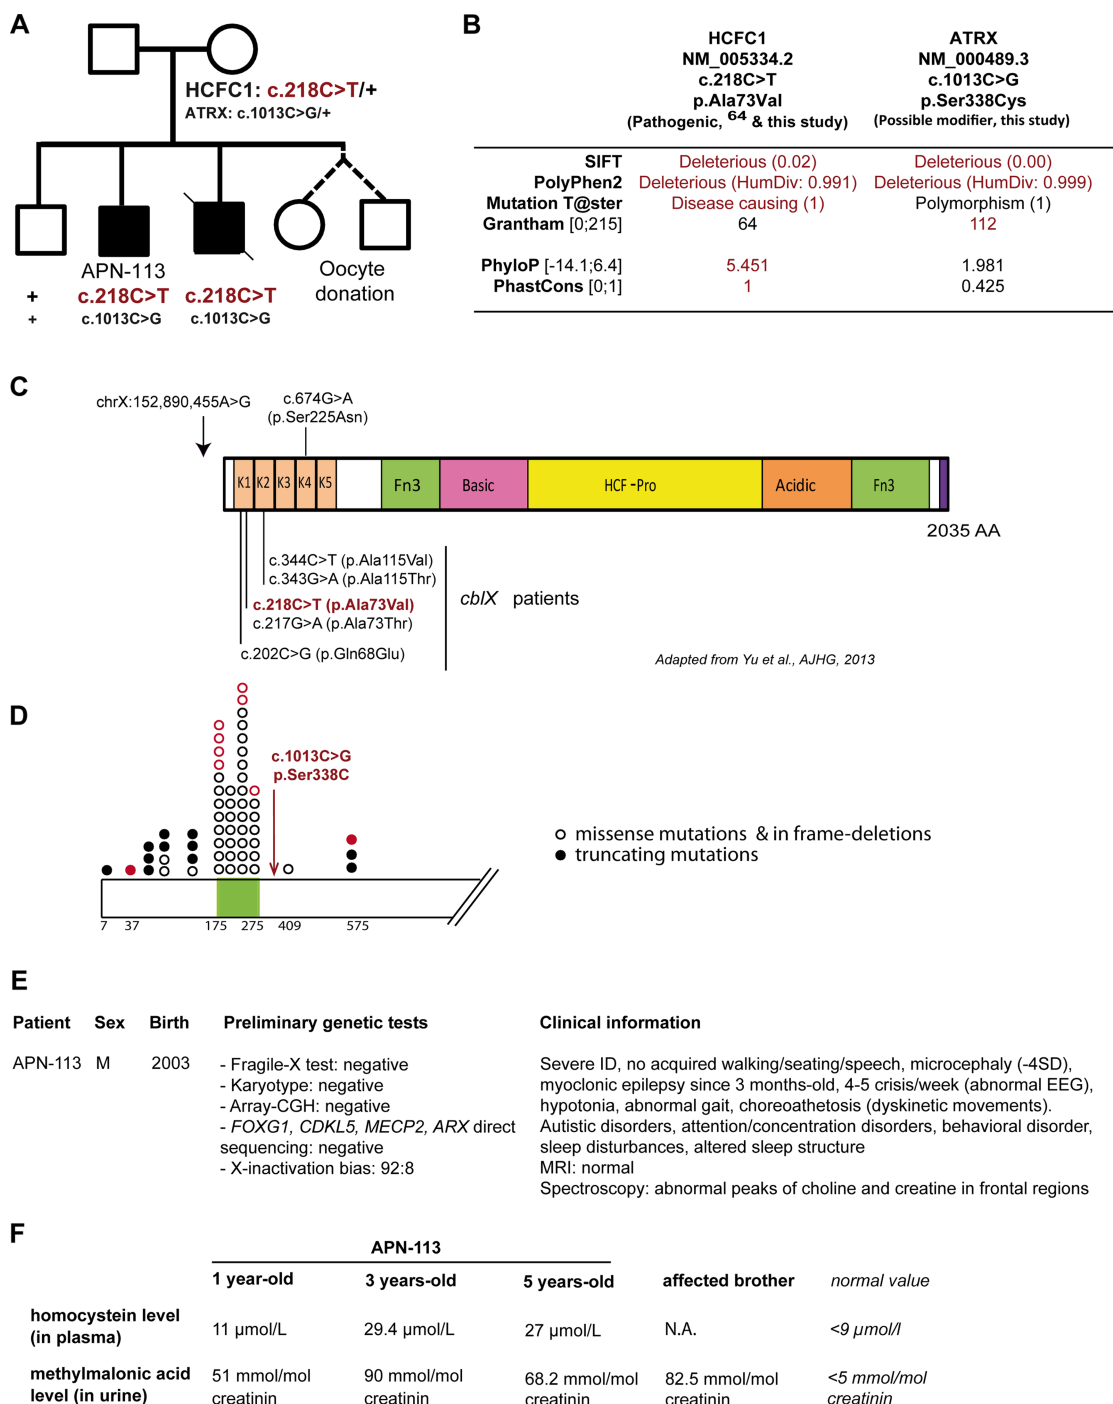 A
HCFC1: c.218C>T/+
ATRX: c.1013C>G/+
APN-113
Oocyte
donation
+ c.218C>T c.218C>T
+ c.1013C>G c.1013C>G
B
HCFC1 ATRX
NM_005334.2 NM_000489.3
c.218C>T c.1013C>G
p.Ala73Val p.Ser338Cys
(Pathogenic, 64 & this study) (Possible modifier, this study)
SIFT Deleterious (0.02) Deleterious (0.00)
PolyPhen2 Deleterious (HumDiv: 0.991) Deleterious (HumDiv: 0.999)
Mutation T@ster Disease causing (1) Polymorphism (1)
Grantham [0;215] 64 112
PhyloP [-14.1;6.4] 5.451 1.981
PhastCons [0;1] 1 0.425
C
chrX:152,890,455A>G
c.674G>A
(p.Ser225Asn)
K1 K2 K3 K4 K5 Fn3 Basic HCF -Pro Acidic Fn3
2035 AA
c.344C>T (p.Ala115Val)
c.343G>A (p.Ala115Thr)
c.218C>T (p.Ala73Val)
c.217G>A (p.Ala73Thr)
c.202C>G (p.Gln68Glu)
cblX patients
Adapted from Yu et al., AJHG, 2013
D
c.1013C>G
p.Ser338C
missense mutations & in frame-deletions
truncating mutations
7 37 175 275 409 575
E
Patient Sex Birth Preliminary genetic tests Clinical information
APN-113 M 2003
- Fragile-X test: negative
- Karyotype: negative
- Array-CGH: negative
- FOXG1, CDKL5, MECP2, ARX direct
sequencing: negative
- X-inactivation bias: 92:8
Severe ID, no acquired walking/seating/speech, microcephaly (-4SD),
myoclonic epilepsy since 3 months-old, 4-5 crisis/week (abnormal EEG),
hypotonia, abnormal gait, choreoathetosis (dyskinetic movements).
Autistic disorders, attention/concentration disorders, behavioral disorder,
sleep disturbances, altered sleep structure
MRI: normal
Spectroscopy: abnormal peaks of choline and creatine in frontal regions
F
APN-113
1 year-old 3 years-old 5 years-old affected brother normal value
homocystein level
(in plasma)
11 µmol/L 29.4 µmol/L 27 µmol/L N.A. <9 µmol/l
methylmalonic acid
level (in urine)
51 mmol/mol 90 mmol/mol 68.2 mmol/mol 82.5 mmol/mol <5 mmol/mol
creatinin creatinin creatinin creatinin creatinin